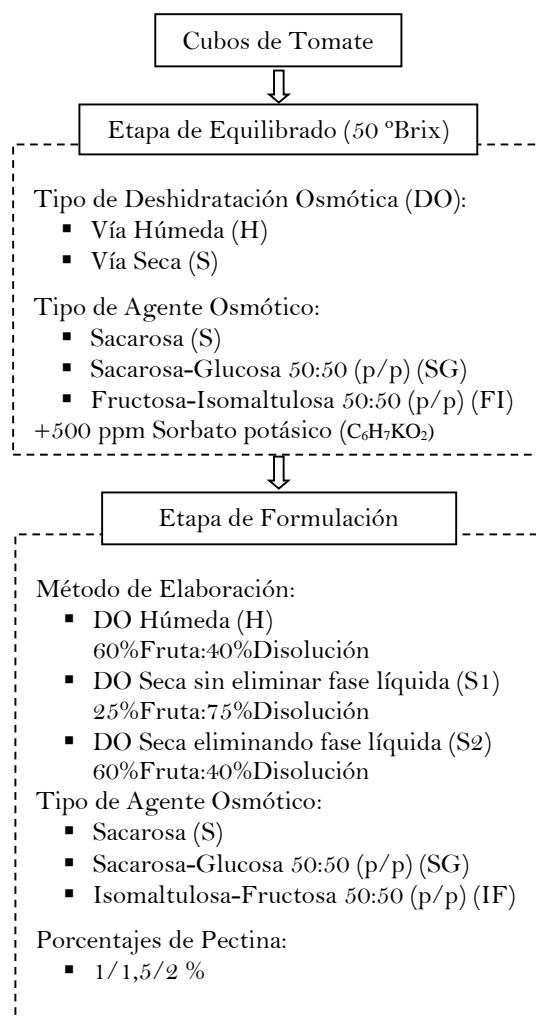 Cubos de Tomate
Etapa de Equilibrado (50 ºBrix)
Tipo de Deshidratación Osmótica (DO):
▪ Vía Húmeda (H)
▪ Vía Seca (S)
Tipo de Agente Osmótico:
▪ Sacarosa (S)
▪ Sacarosa-Glucosa 50:50 (p/p) (SG)
▪ Fructosa-Isomaltulosa 50:50 (p/p) (FI)
+500 ppm Sorbato potásico (C₆H₇KO₂)
Etapa de Formulación
Método de Elaboración:
▪ DO Húmeda (H)
60%Fruta:40%Disolución
▪ DO Seca sin eliminar fase líquida (S1)
25%Fruta:75%Disolución
▪ DO Seca eliminando fase líquida (S2)
60%Fruta:40%Disolución
Tipo de Agente Osmótico:
▪ Sacarosa (S)
▪ Sacarosa-Glucosa 50:50 (p/p) (SG)
▪ Isomaltulosa-Fructosa 50:50 (p/p) (IF)
Porcentajes de Pectina:
▪ 1/1,5/2 %